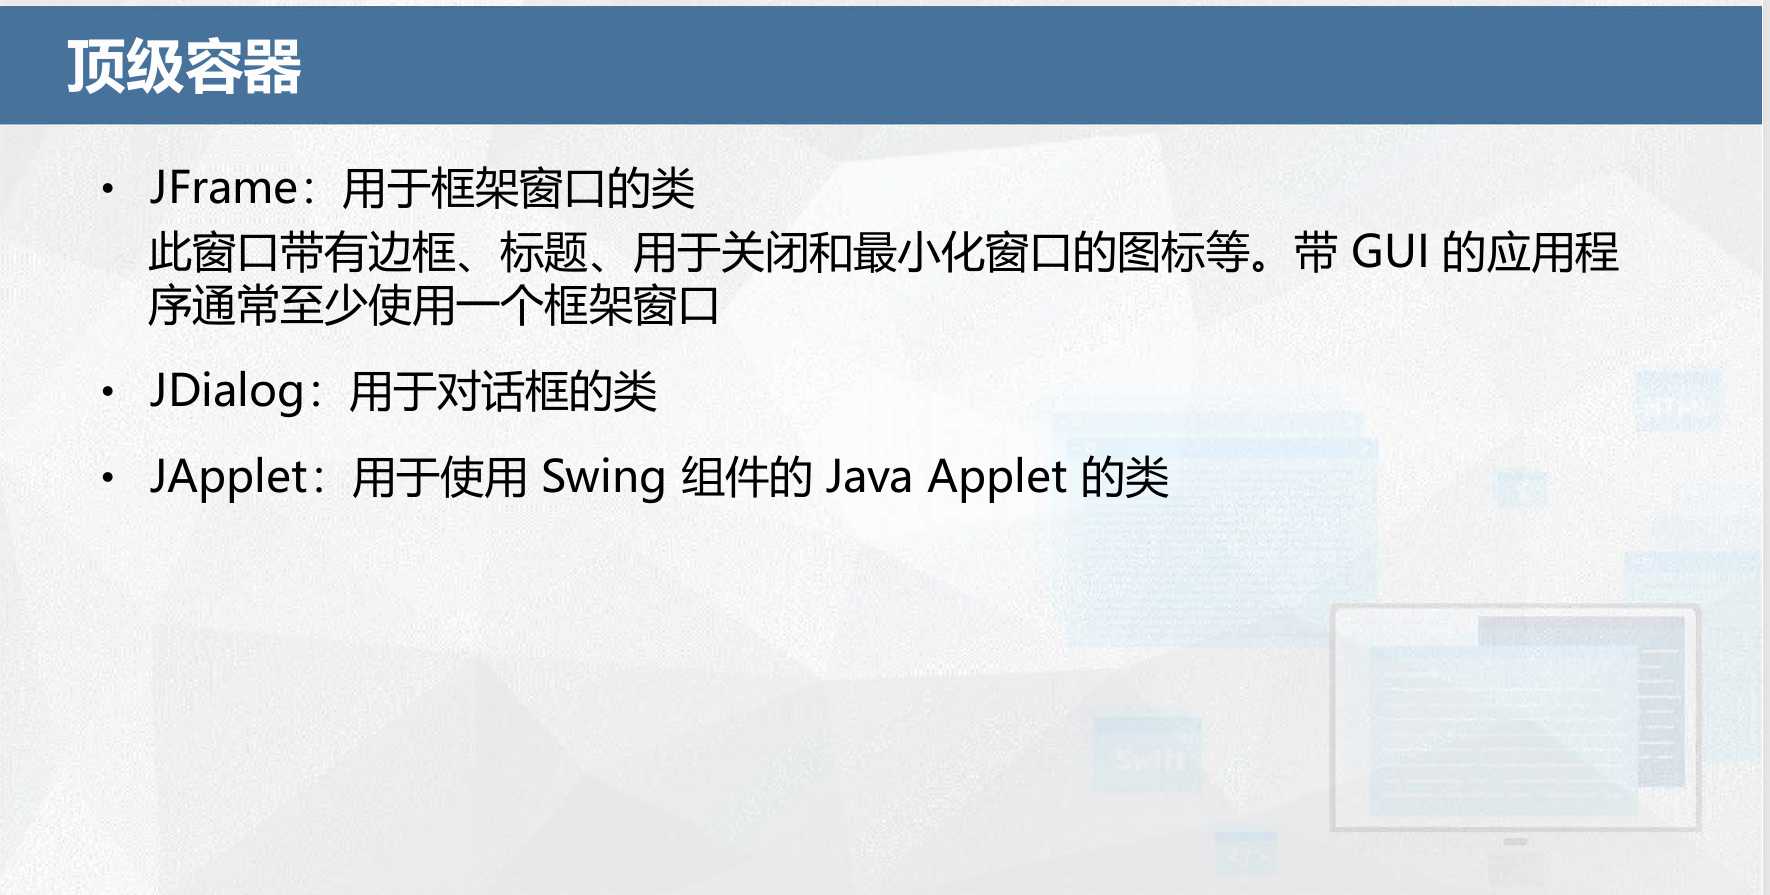 顶级容器
• JFrame：用于框架窗口的类
此窗口带有边框、标题、用于关闭和最小化窗口的图标等。带 GUI 的应用程
序通常至少使用一个框架窗口
• JDialog：用于对话框的类
• JApplet：用于使用 Swing 组件的 Java Applet 的类
HTML
Swift
</>